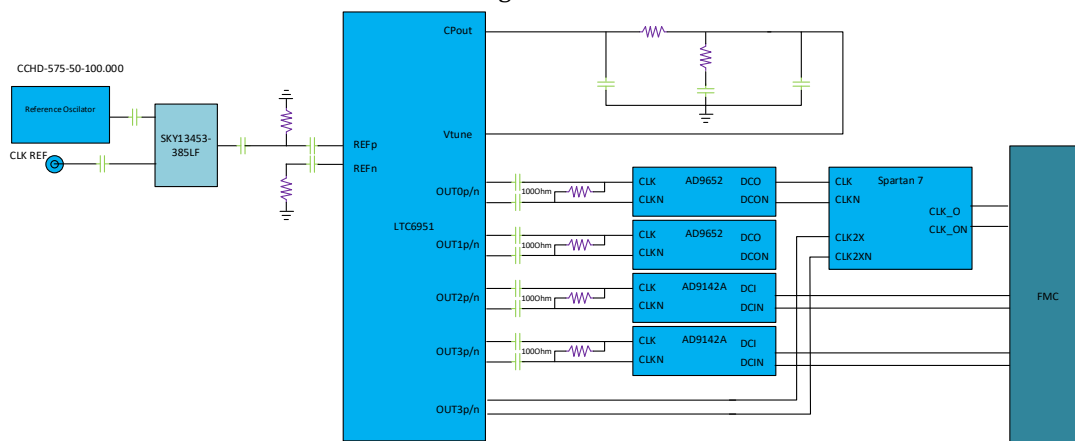 CPout
CCHD-575-50-100.000
Reference Oscilator
SKY13453-
385LF
CLK REF
Vtune
REFp
REFn
OUT0p/n
LTC6951
OUT1p/n
OUT2p/n
OUT3p/n
OUT3p/n
100Ohm
CLK
AD9652
DCO
CLKN
DCON
100Ohm
CLK
AD9652
DCO
CLKN
DCON
100Ohm
CLK
AD9142A
DCI
CLKN
DCIN
100Ohm
CLK
AD9142A
DCI
CLKN
DCIN
Spartan 7
CLK
CLKN
CLK_O
CLK_ON
CLK2X
CLK2XN
FMC